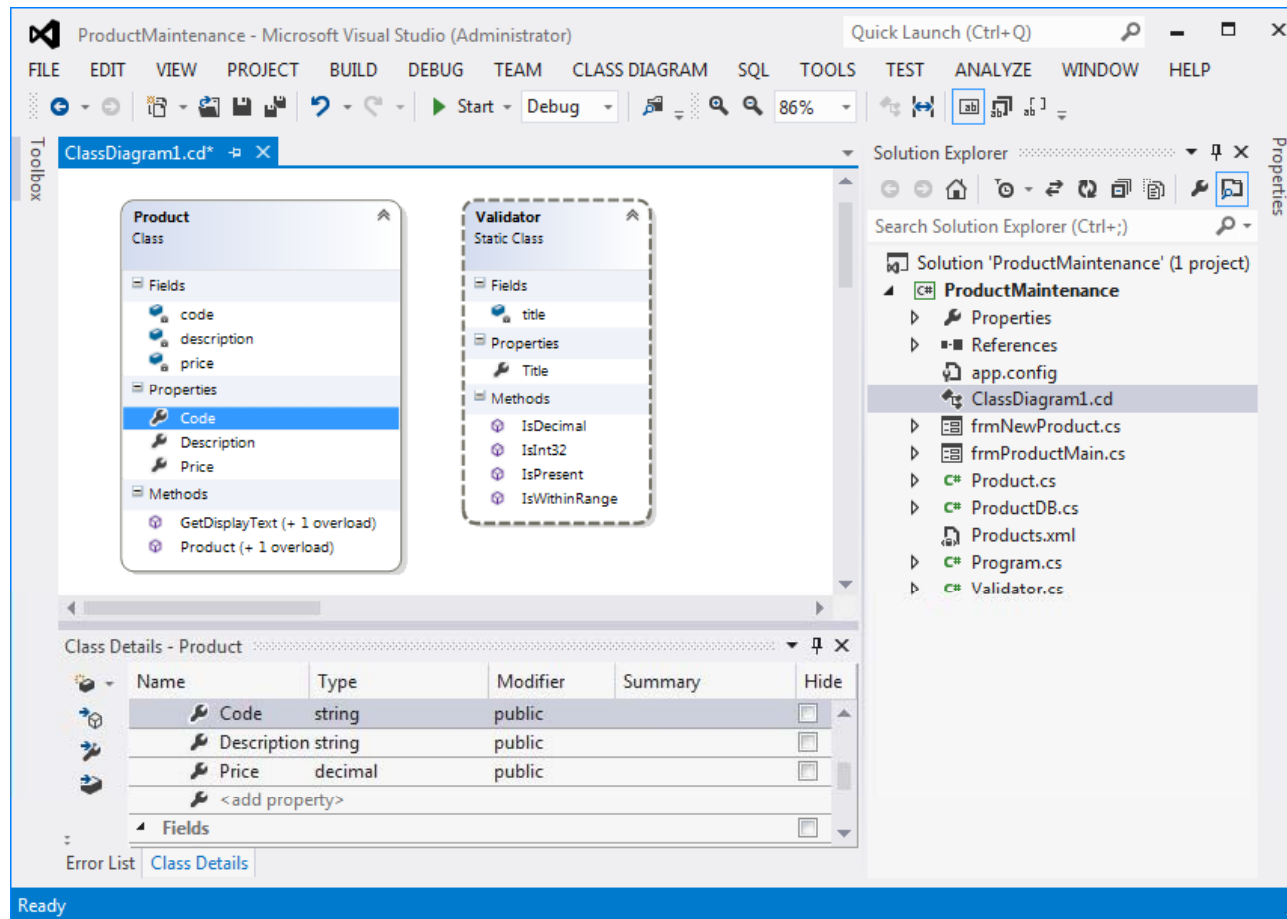 ProductMaintenance - Microsoft Visual Studio (Administrator)
Quick Launch (Ctrl+Q)
FILE EDIT VIEW PROJECT BUILD DEBUG TEAM CLASS DIAGRAM SQL TOOLS TEST ANALYZE WINDOW HELP
Start Debug 86%
Toolbox
ClassDiagram1.cd*
Product
Class
Fields
code
description
price
Properties
Code
Description
Price
Methods
GetDisplayText (+ 1 overload)
Product (+ 1 overload)
Validator
Static Class
Fields
title
Properties
Title
Methods
IsDecimal
IsInt32
IsPresent
IsWithinRange
Solution Explorer
Search Solution Explorer (Ctrl+;)
Solution 'ProductMaintenance' (1 project)
C# ProductMaintenance
Properties
References
app.config
ClassDiagram1.cd
frmNewProduct.cs
frmProductMain.cs
C# Product.cs
C# ProductDB.cs
Products.xml
C# Program.cs
C# Validator.cs
Properties
Class Details - Product
Name Type Modifier Summary Hide
Code string public
Description string public
Price decimal public
<add property>
Fields
Error List Class Details
Ready